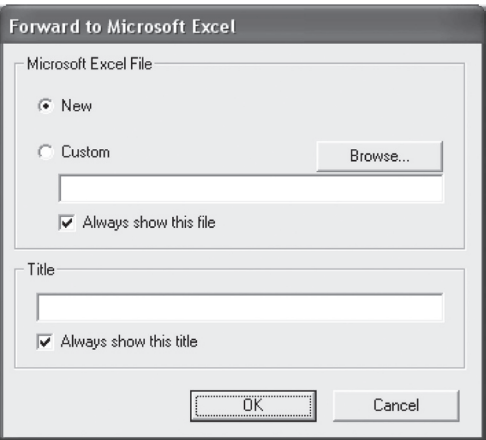 Forward to Microsoft Excel
Microsoft Excel File
New
Custom
Browse...
Always show this file
Title
Always show this title
OK
Cancel